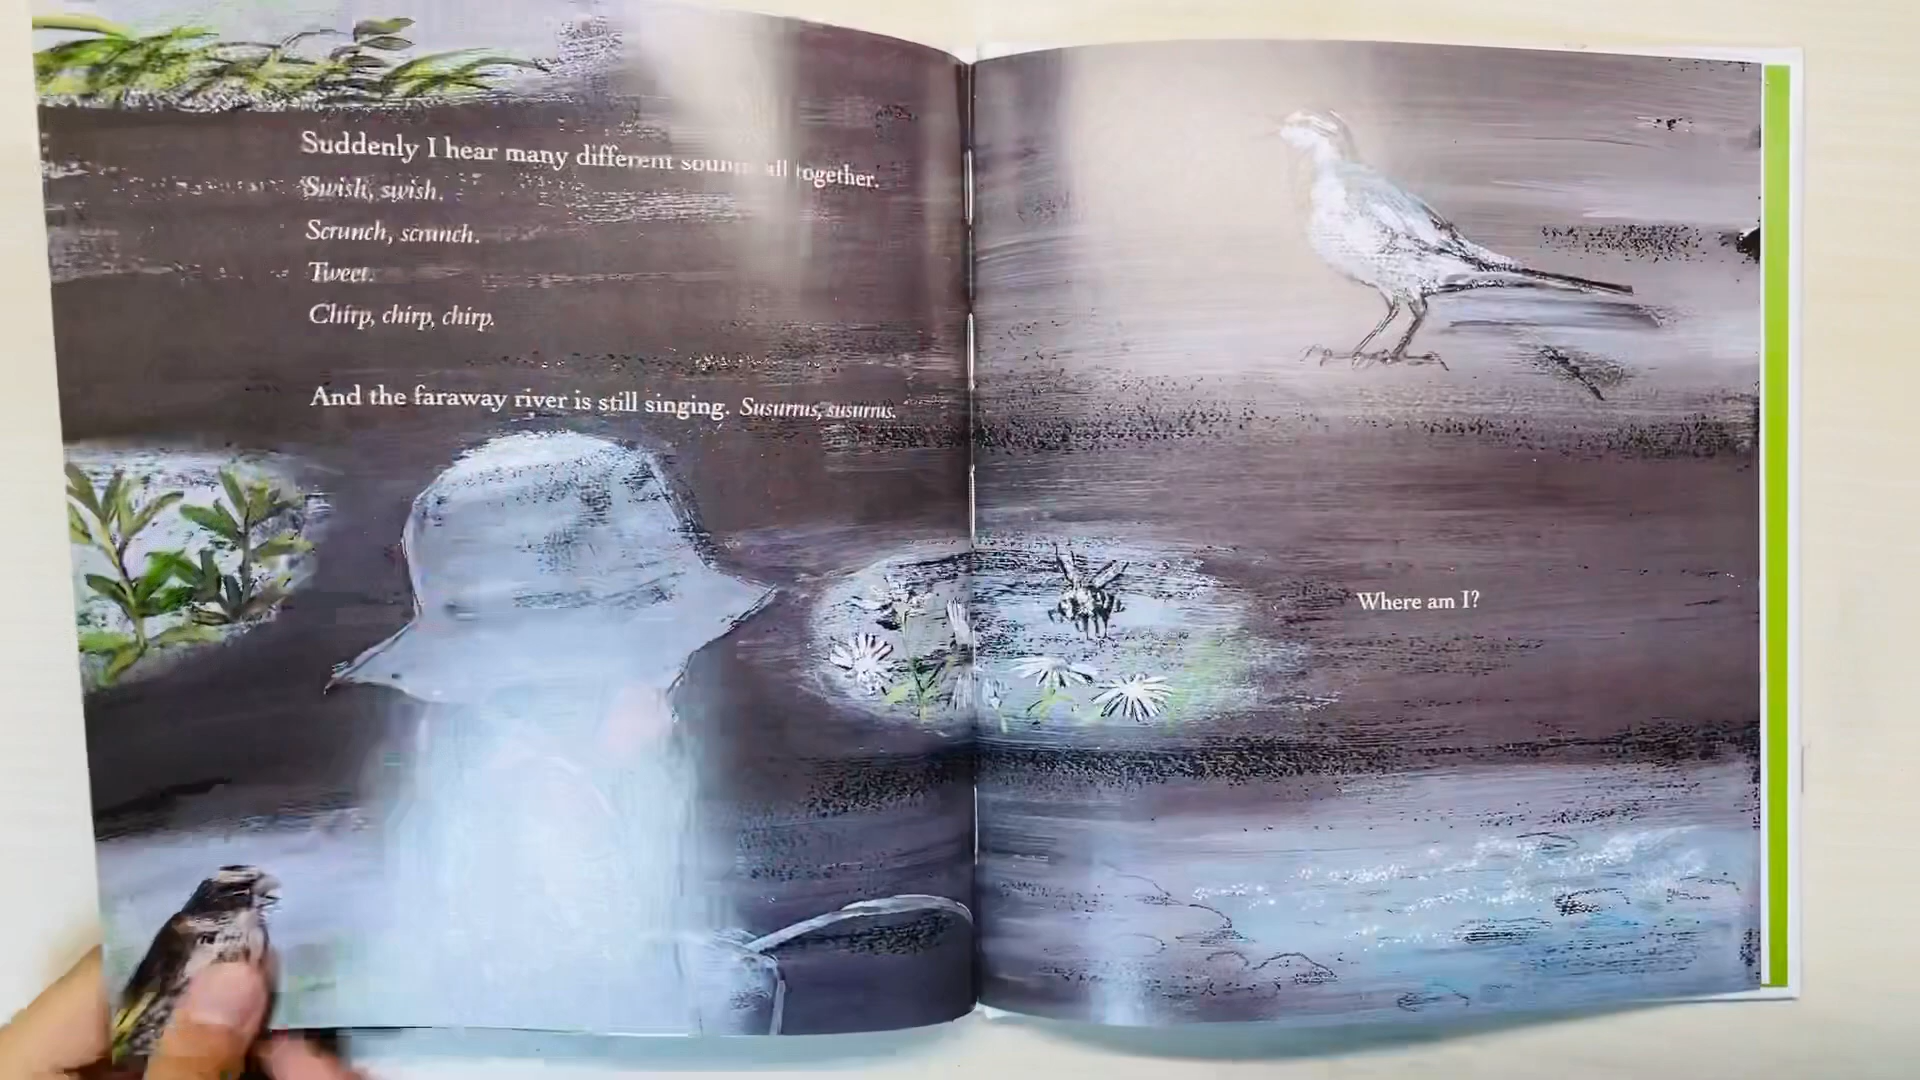 Suddenly I hear many different sounds all together.
Swish, swish.
Scrunch, scrunch.
Tweet.
Chirp, chirp, chirp.
And the faraway river is still singing. Susurrus, susurrus.
Where am I?